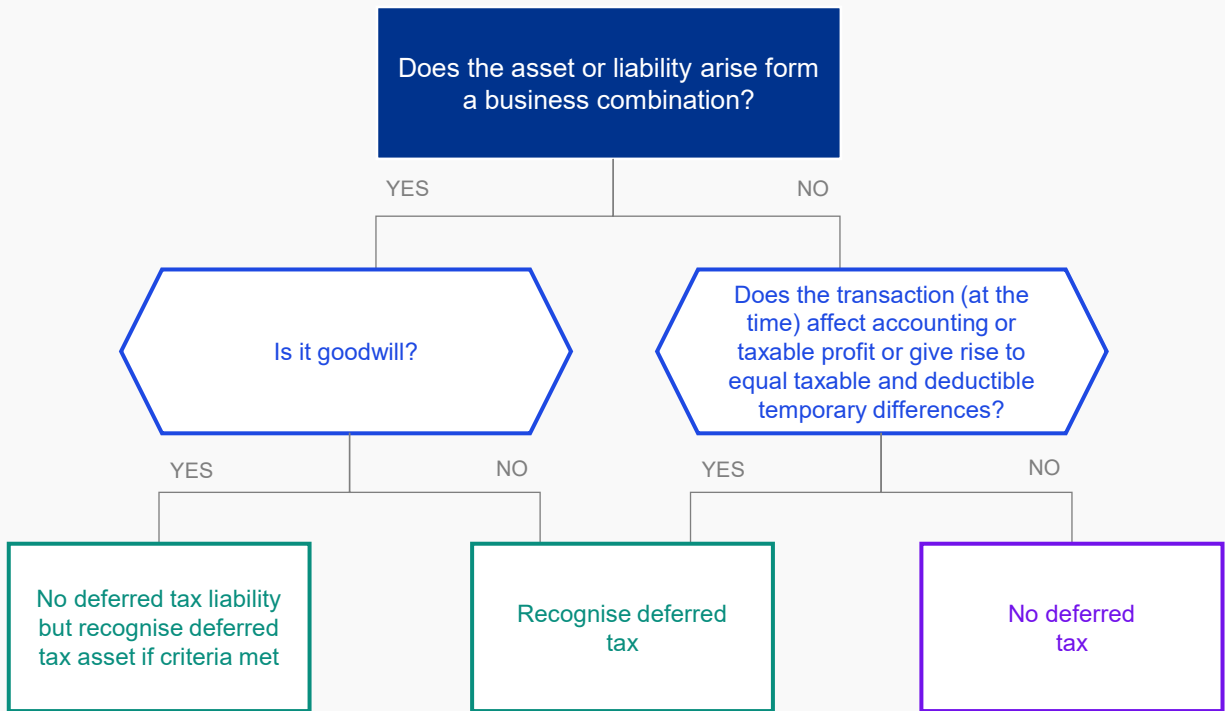 Does the asset or liability arise form
a business combination?
YES
NO
Is it goodwill?
Does the transaction (at the
time) affect accounting or
taxable profit or give rise to
equal taxable and deductible
temporary differences?
YES
NO
YES
NO
No deferred tax liability
but recognise deferred
tax asset if criteria met
Recognise deferred
tax
No deferred
tax